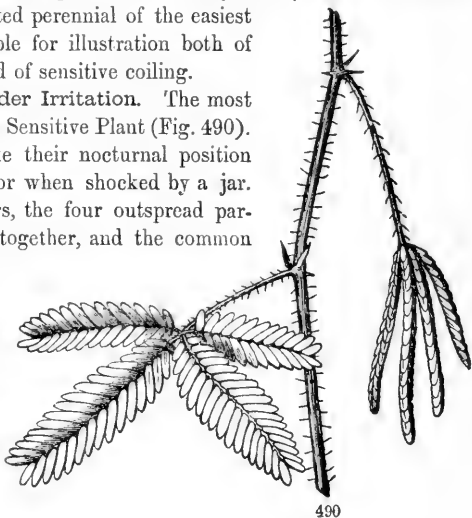 ted perennial of the easiest
ble for illustration both of
d of sensitive coiling.
der Irritation. The most
Sensitive Plant (Fig. 490).
e their nocturnal position
or when shocked by a jar.
rs, the four outspread par-
together, and the common
490